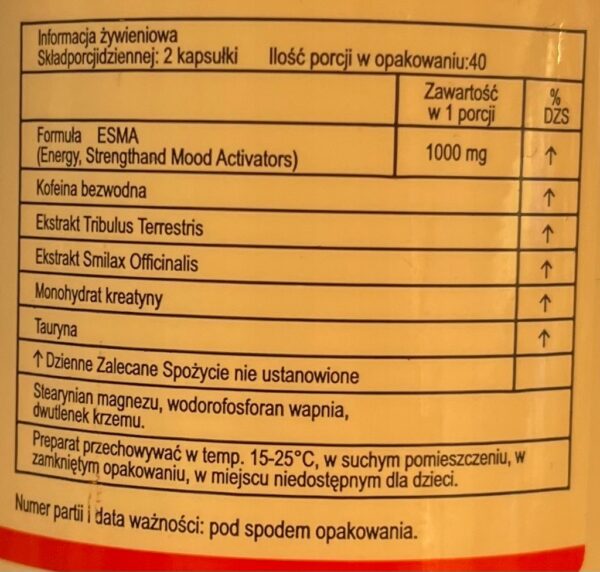 Informacja żywieniowa
Składporcjidziennej: 2 kapsułki Ilość porcji w opakowaniu:40
Zawartość
w 1 porcji
%
DZS
Formuła ESMA
(Energy, Strengthand Mood Activators)
1000 mg
↑
Kofeina bezwodna
↑
Ekstrakt Tribulus Terrestris
↑
Ekstrakt Smilax Officinalis
↑
Monohydrat kreatyny
↑
Tauryna
↑
↑ Dzienne Zalecane Spożycie nie ustanowione
Stearynian magnezu, wodorofosforan wapnia,
dwutlenek krzemu.
Preparat przechowywać w temp. 15-25°C, w suchym pomieszczeniu, w
zamkniętym opakowaniu, w miejscu niedostępnym dla dzieci.
Numer partii i data ważności: pod spodem opakowania.